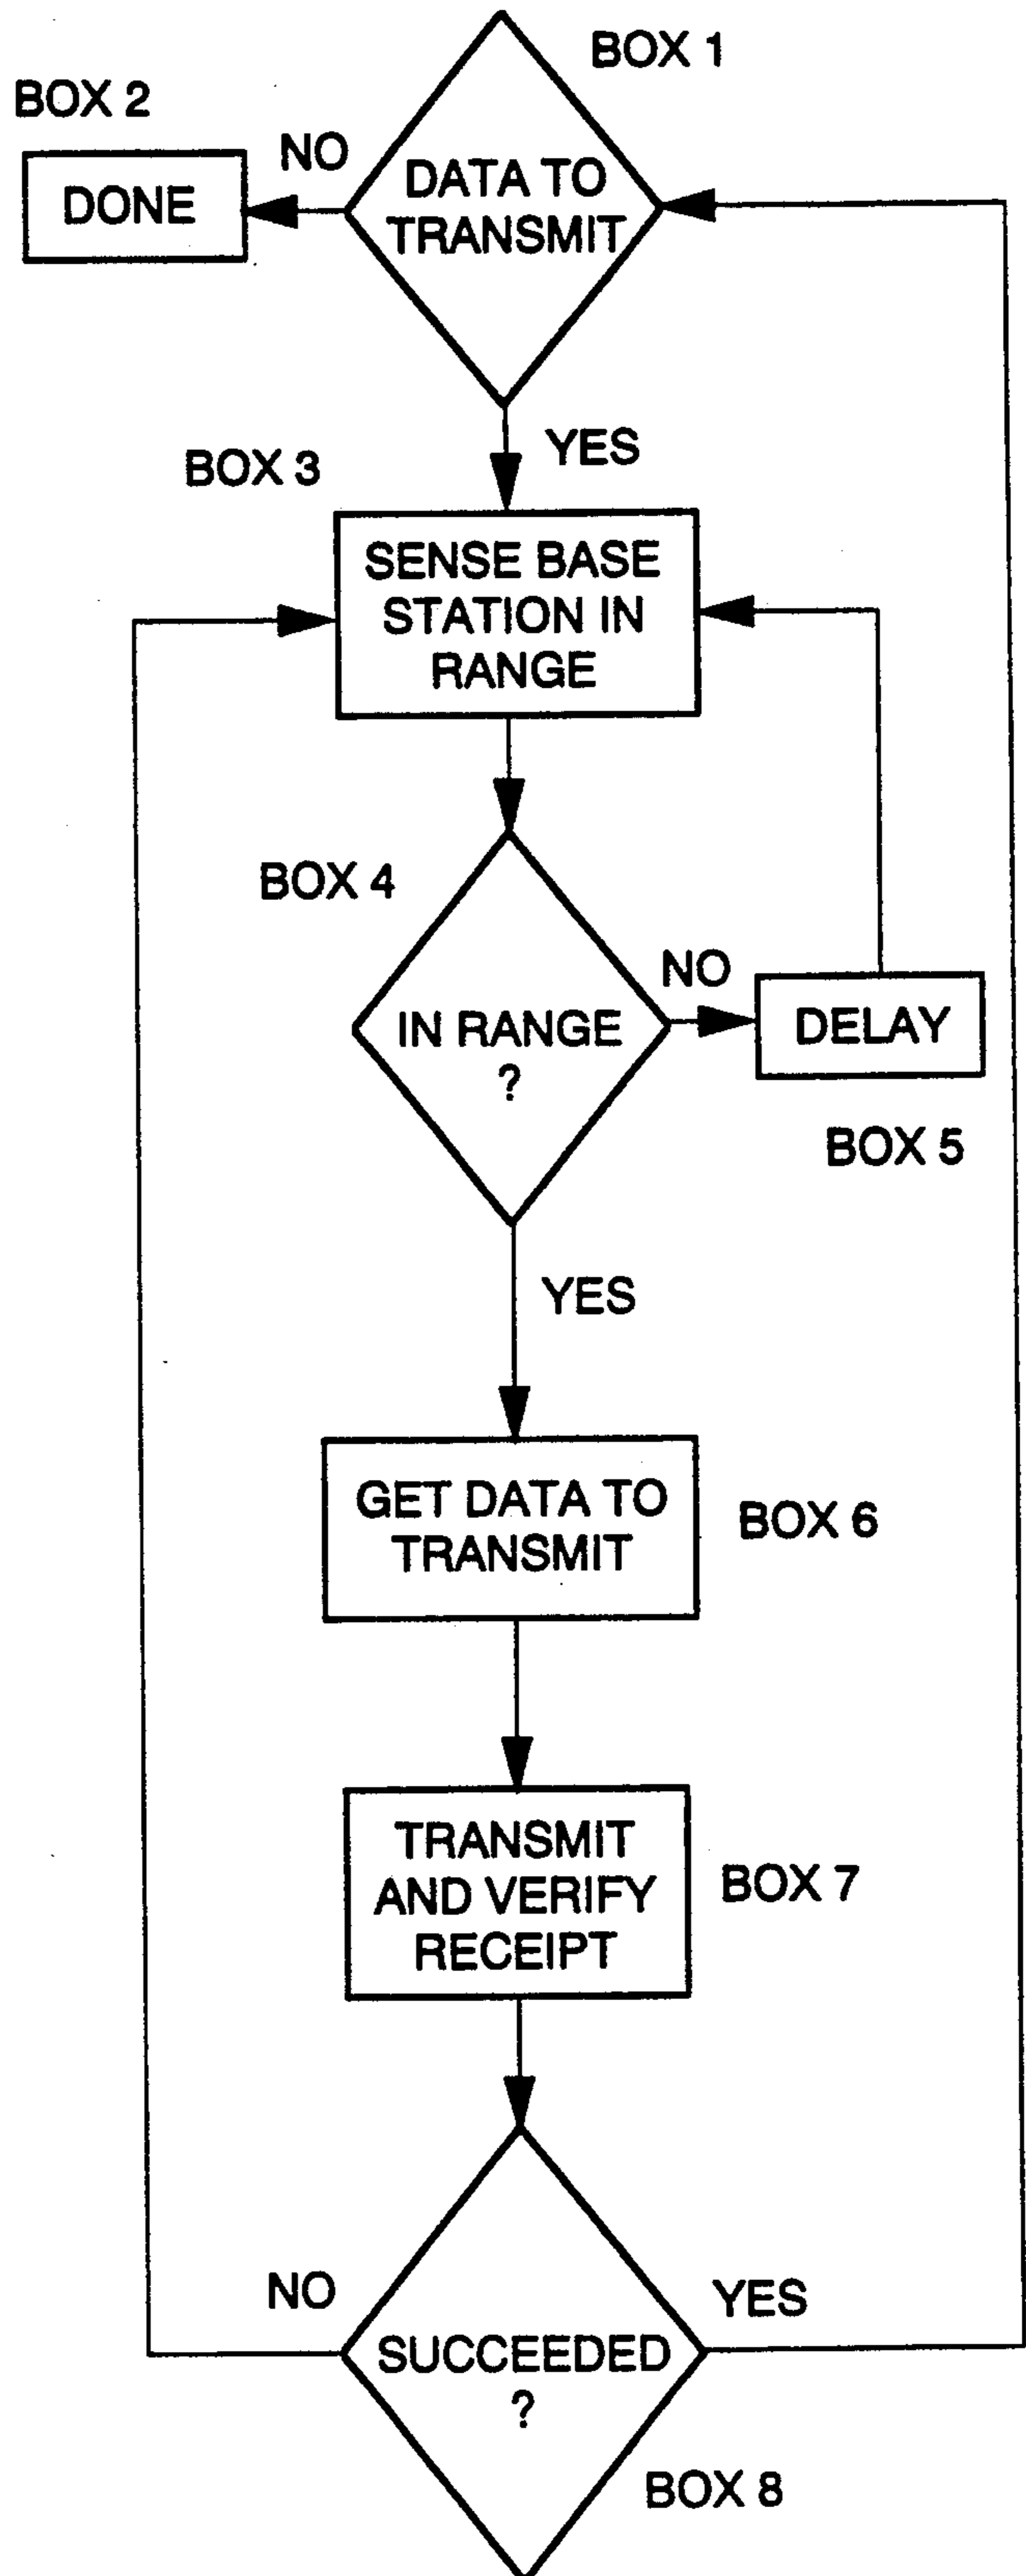 BOX 1
BOX 2
NO
DONE
DATA TO
TRANSMIT
YES
BOX 3
SENSE BASE
STATION IN
RANGE
BOX 4
NO
IN RANGE
?
DELAY
BOX 5
YES
GET DATA TO
TRANSMIT
BOX 6
TRANSMIT
AND VERIFY
RECEIPT
BOX 7
NO
YES
SUCCEEDED
?
BOX 8